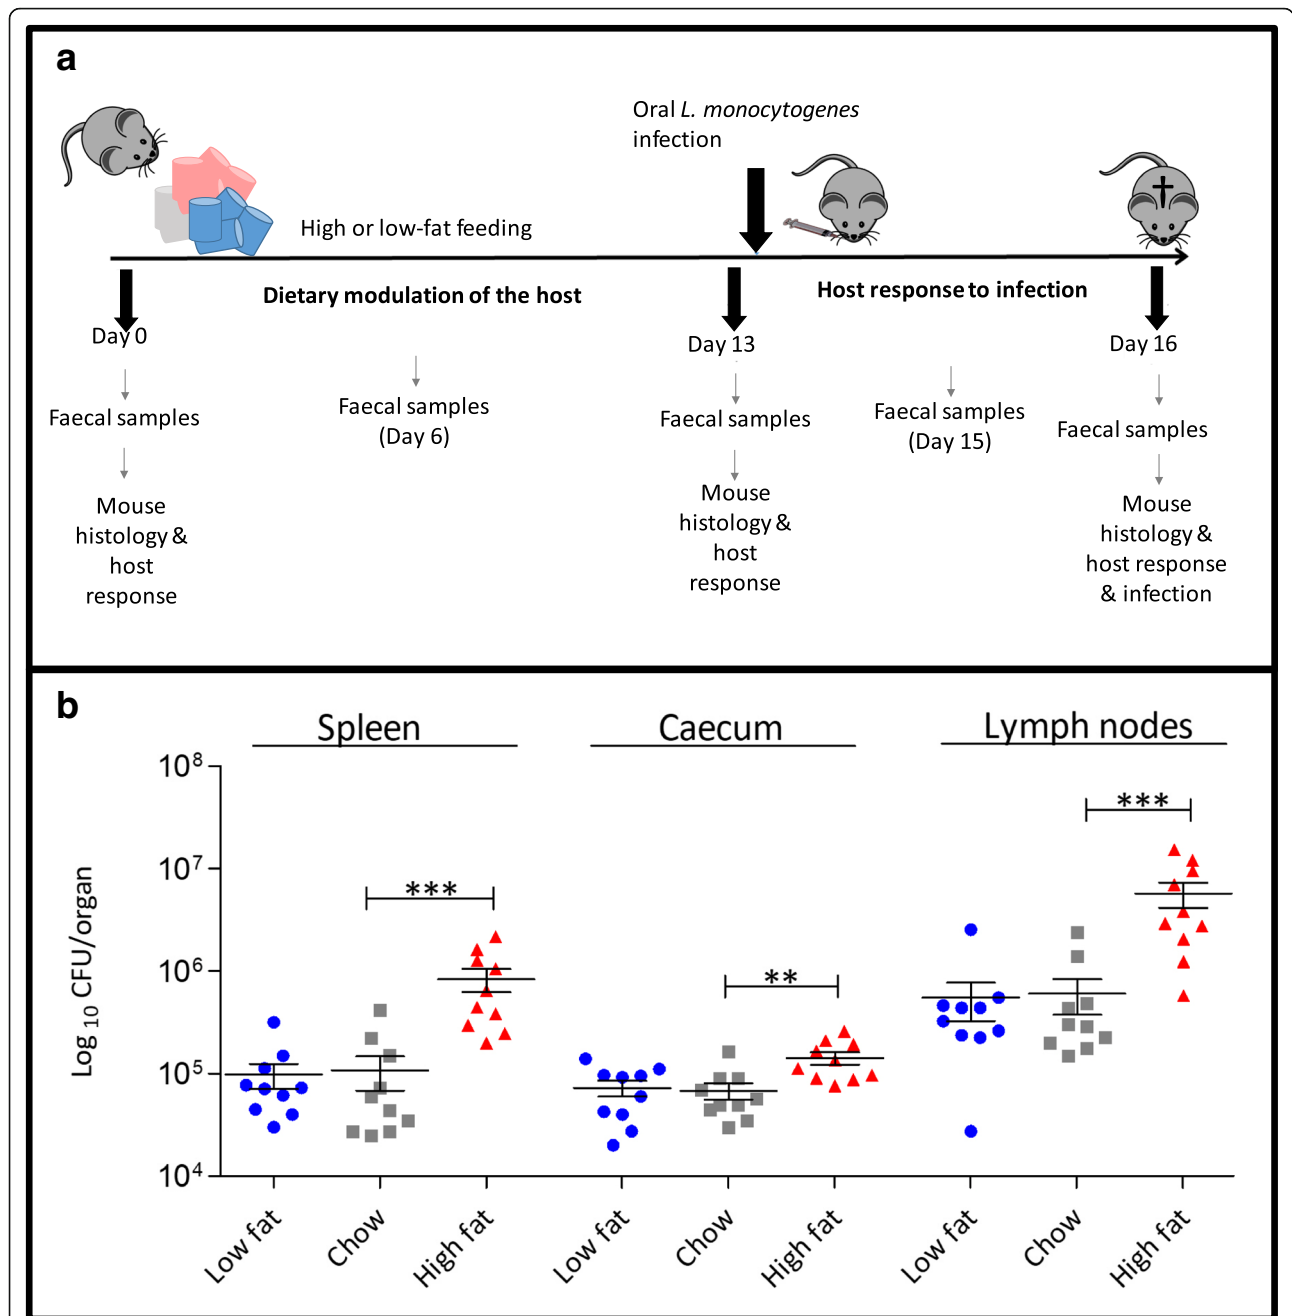 a
Oral L. monocytogenes
infection
High or low-fat feeding
Dietary modulation of the host
Host response to infection
Day 0
Day 13
Day 16
Faecal samples
Faecal samples
(Day 6)
Faecal samples
Faecal samples
(Day 15)
Faecal samples
Mouse
histology &
host
response
Mouse
histology &
host
response
Mouse
histology &
host response
& infection
b
Spleen
Caecum
Lymph nodes
Log 10 CFU/organ
10⁸
10⁷
10⁶
10⁵
10⁴
***
**
***
Low fat
Chow
High fat
Low fat
Chow
High fat
Low fat
Chow
High fat